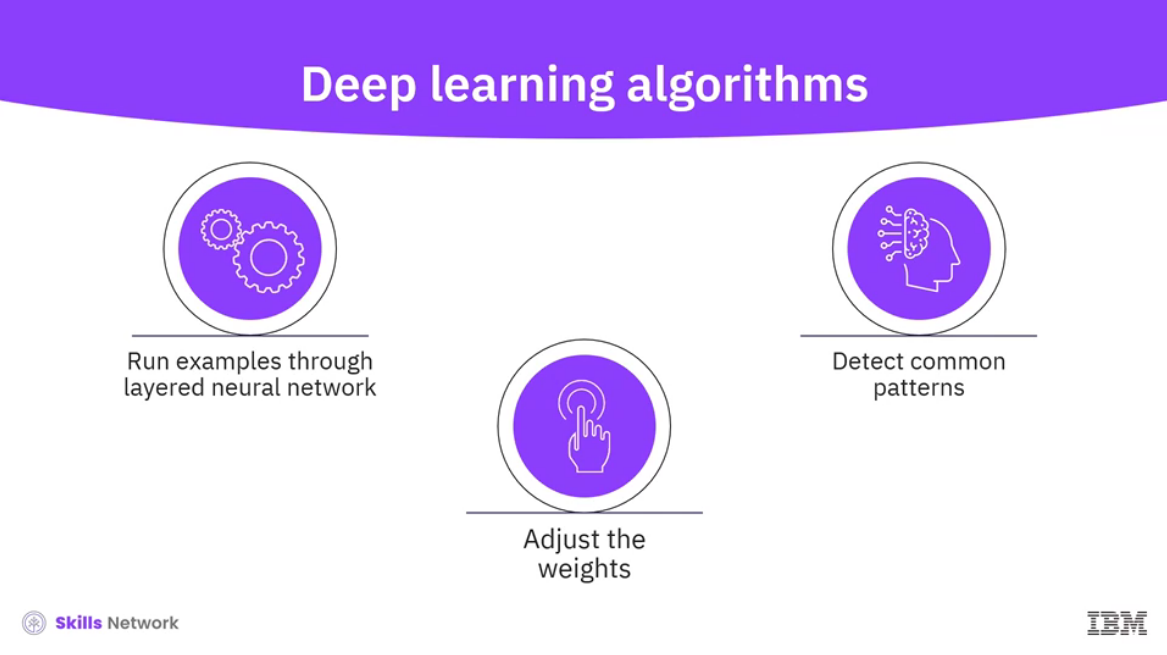 Deep learning algorithms
Run examples through
layered neural network
Adjust the
weights
Detect common
patterns
Skills Network
IBM